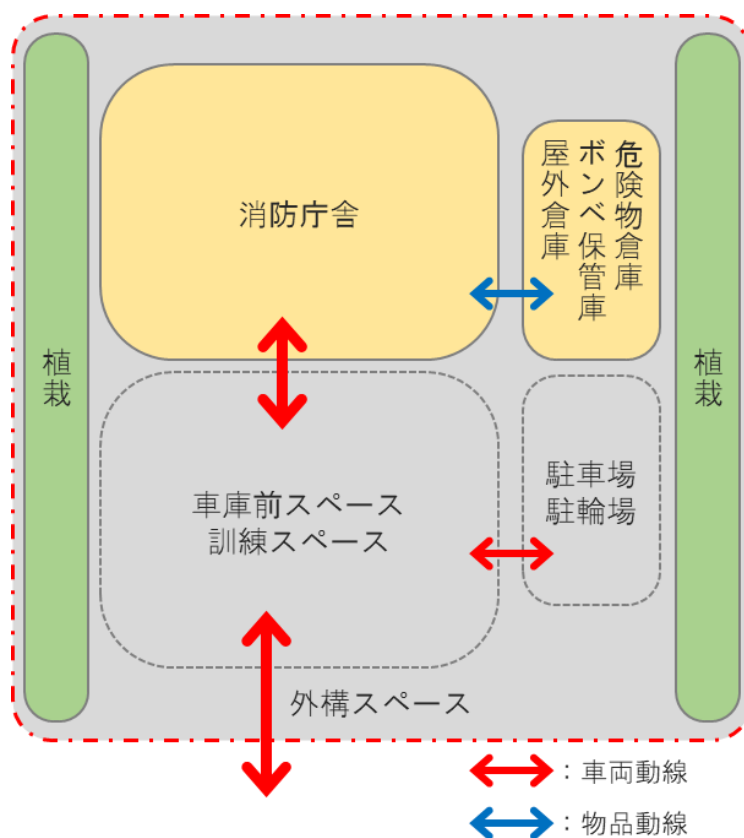 消防庁舎
危険物倉庫
ボンベ保管庫
屋外倉庫
植栽
植栽
車庫前スペース
訓練スペース
駐車場
駐輪場
外構スペース
：車両動線
：物品動線